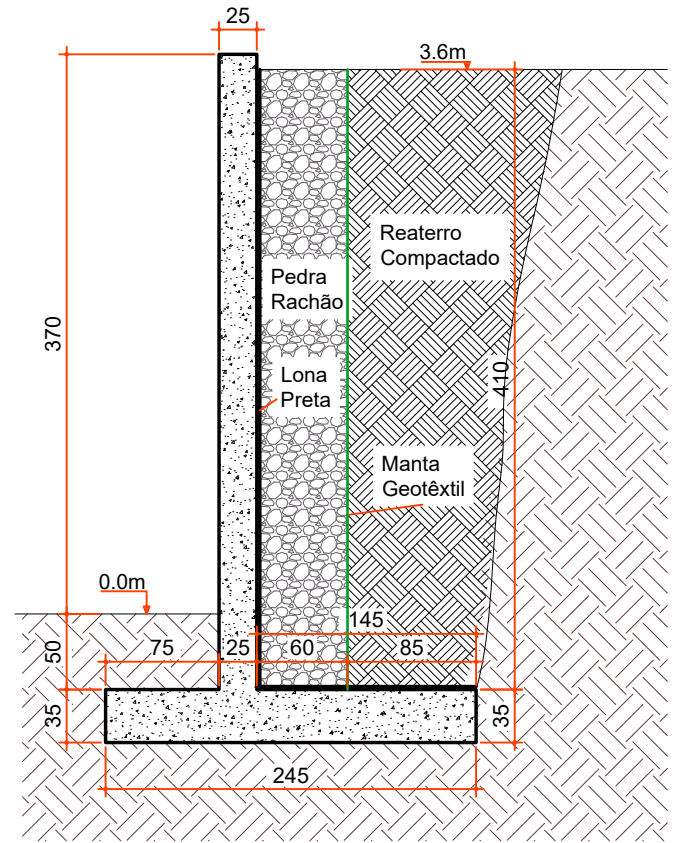 25
3.6m
Reaterro
Compactado
Pedra
Rachão
370
Lona
Preta
410
Manta
Geotêxtil
0.0m
145
50
75
25
60
85
35
35
245